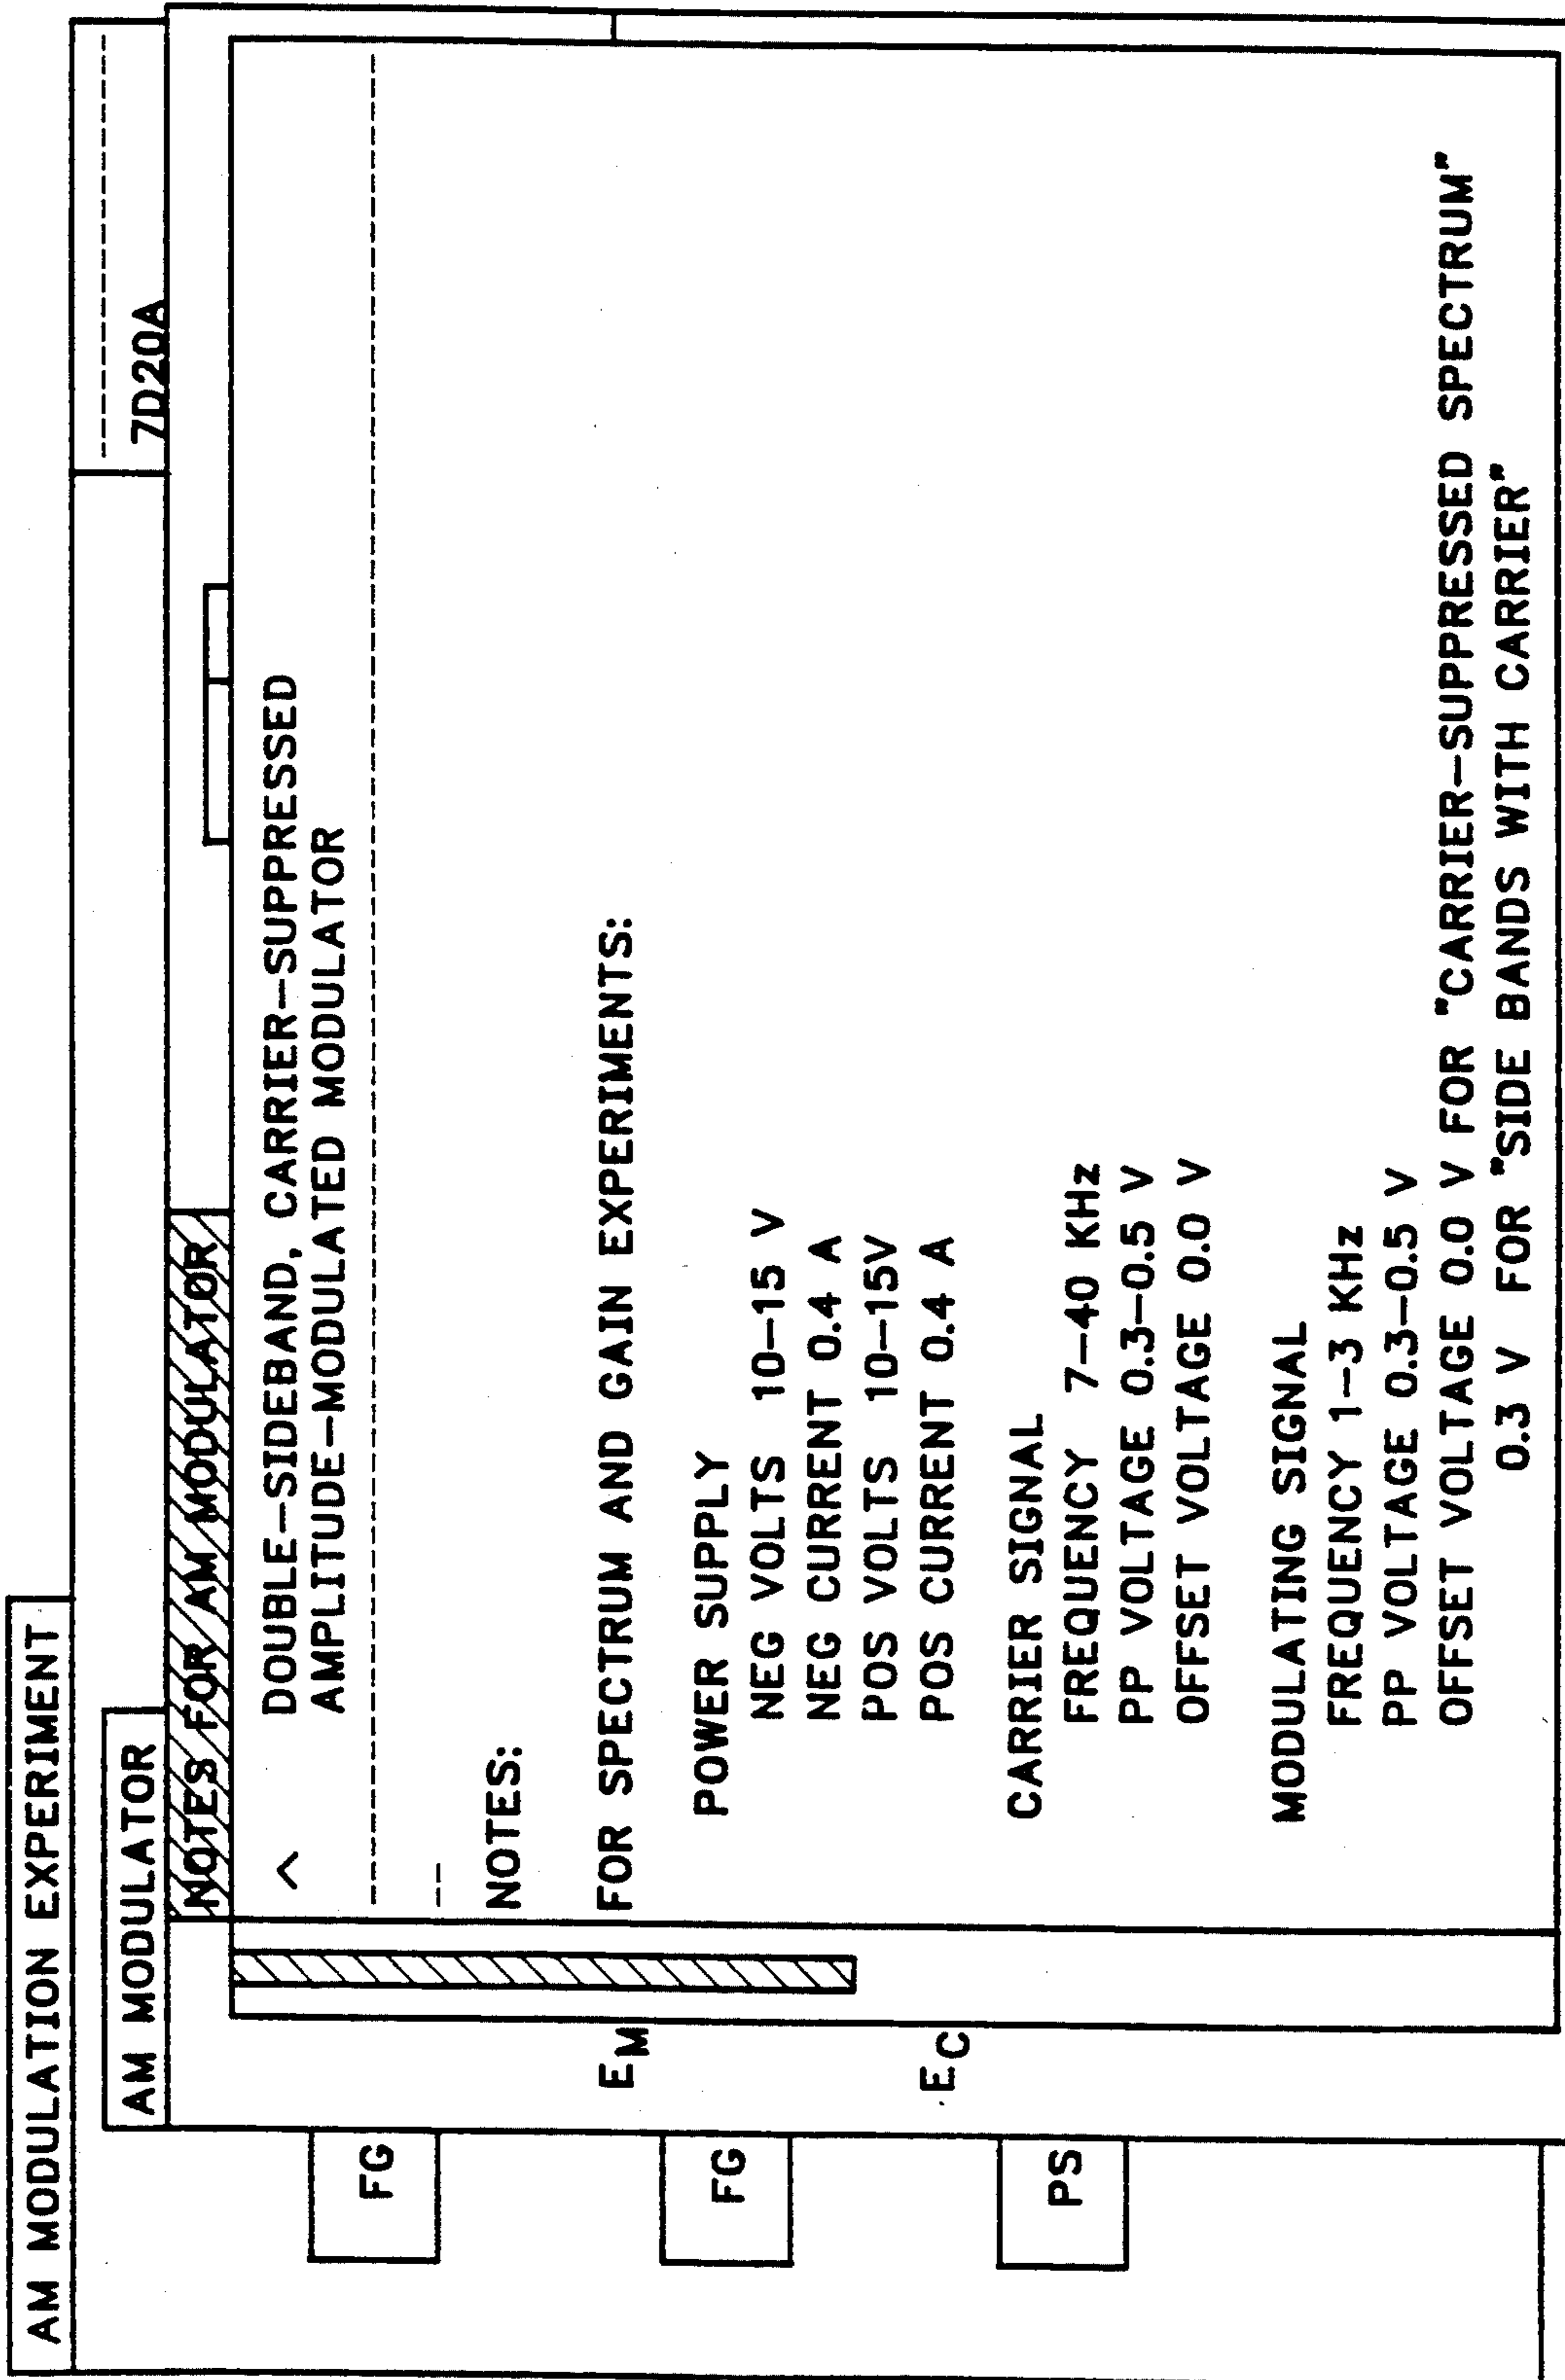 AM MODULATION EXPERIMENT
7D20A
AM MODULATOR
NOTES FOR AM MODULATOR
DOUBLE-SIDEBAND, CARRIER-SUPPRESSED
AMPLITUDE-MODULATED MODULATOR
NOTES:
FOR SPECTRUM AND GAIN EXPERIMENTS:
POWER SUPPLY
NEG VOLTS 10-15 V
NEG CURRENT 0.4 A
POS VOLTS 10-15V
POS CURRENT 0.4 A
CARRIER SIGNAL
FREQUENCY 7-40 KHz
PP VOLTAGE 0.3-0.5 V
OFFSET VOLTAGE 0.0 V
MODULATING SIGNAL
FREQUENCY 1-3 KHz
PP VOLTAGE 0.3-0.5 V
OFFSET VOLTAGE 0.0 V FOR "CARRIER-SUPPRESSED SPECTRUM"
0.3 V FOR "SIDE BANDS WITH CARRIER"
FG
EM
FG
EC
PS